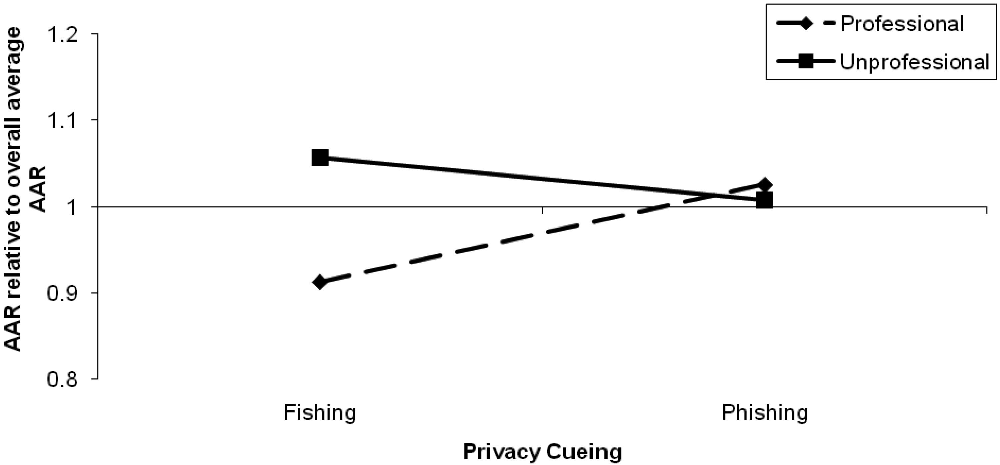 Professional
Unprofessional
AAR relative to overall average
AAR
1.2
1.1
1
0.9
0.8
Fishing
Phishing
Privacy Cueing